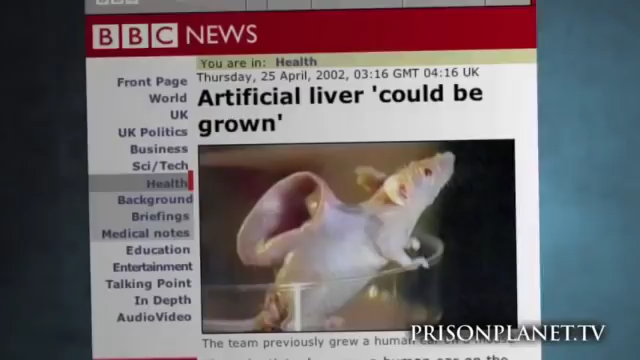 BBC NEWS
You are in: Health
Thursday, 25 April, 2002, 03:16 GMT 04:16 UK
Artificial liver 'could be
grown'
Front Page
World
UK
UK Politics
Business
Sci/Tech
Health
Background
Briefings
Medical notes
Education
Entertainment
Talking Point
In Depth
AudioVideo
The team previously grew a human
PRISONPLANET.TV